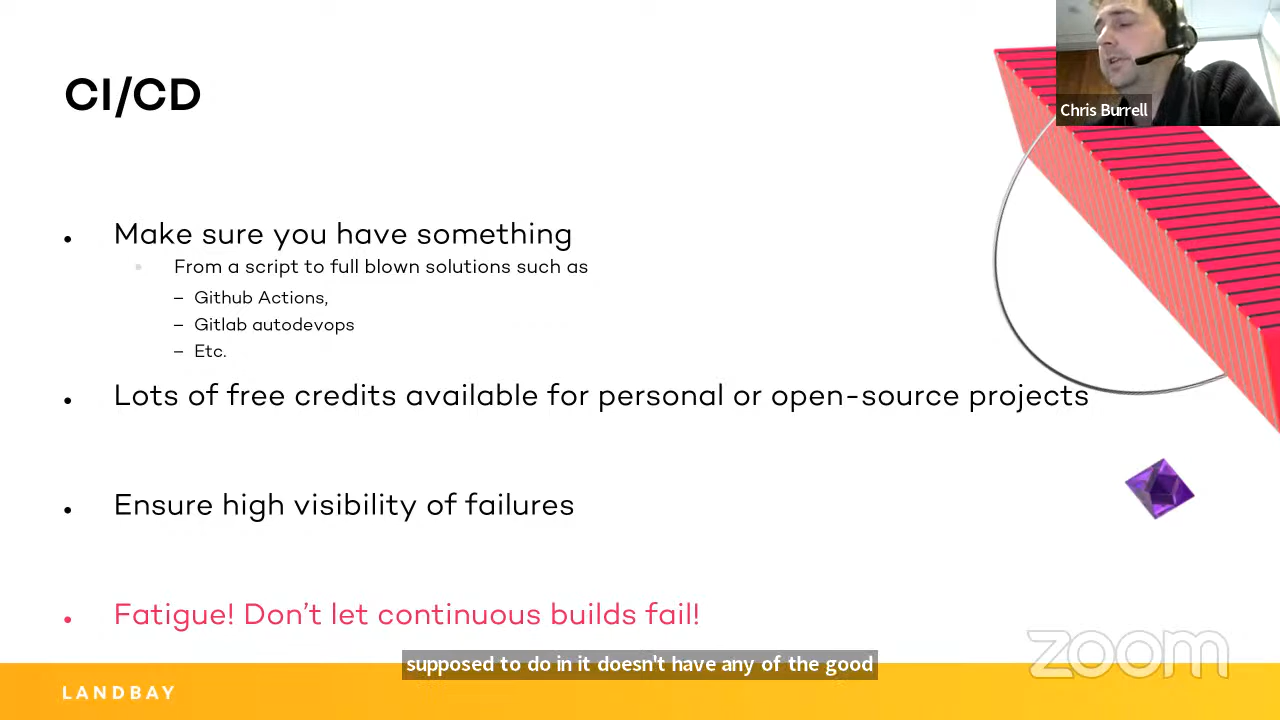 CI/CD
Chris Burrell
• Make sure you have something
• From a script to full blown solutions such as
– Github Actions,
– Gitlab autodevops
– Etc.
• Lots of free credits available for personal or open-source projects
• Ensure high visibility of failures
• Fatigue! Don't let continuous builds fail!
zoom
supposed to do in it doesn't have any of the good
LANDBAY